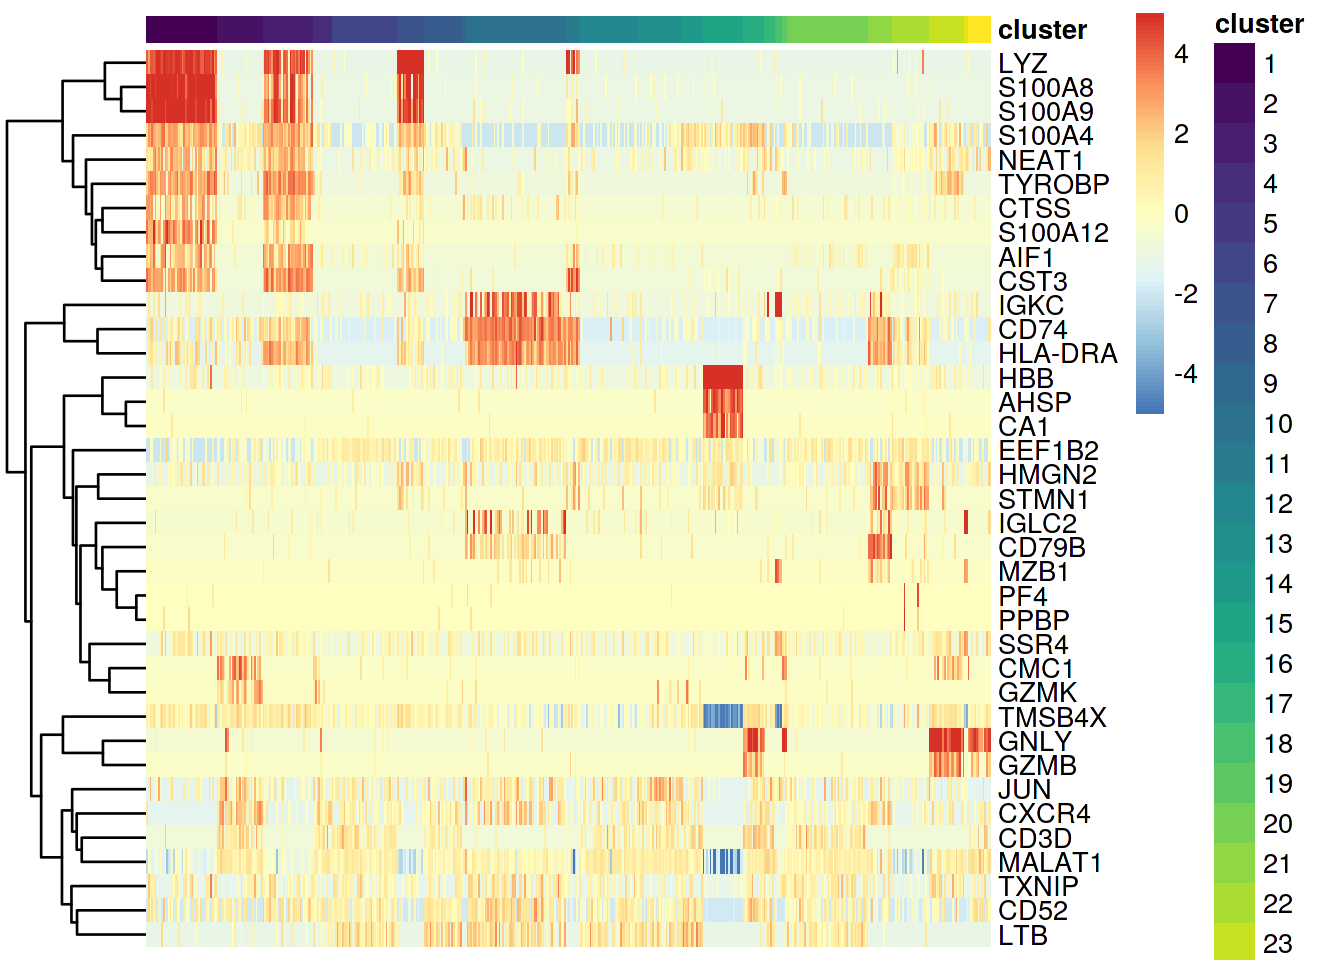 cluster
LYZ
S100A8
S100A9
S100A4
NEAT1
TYROBP
CTSS
S100A12
AIF1
CST3
IGKC
CD74
HLA-DRA
HBB
AHSP
CA1
EEF1B2
HMGN2
STMN1
IGLC2
CD79B
MZB1
PF4
PPBP
SSR4
CMC1
GZMK
TMSB4X
GNLY
GZMB
JUN
CXCR4
CD3D
MALAT1
TXNIP
CD52
LTB
4
2
0
-2
-4
cluster
1
2
3
4
5
6
7
8
9
10
11
12
13
14
15
16
17
18
19
20
21
22
23